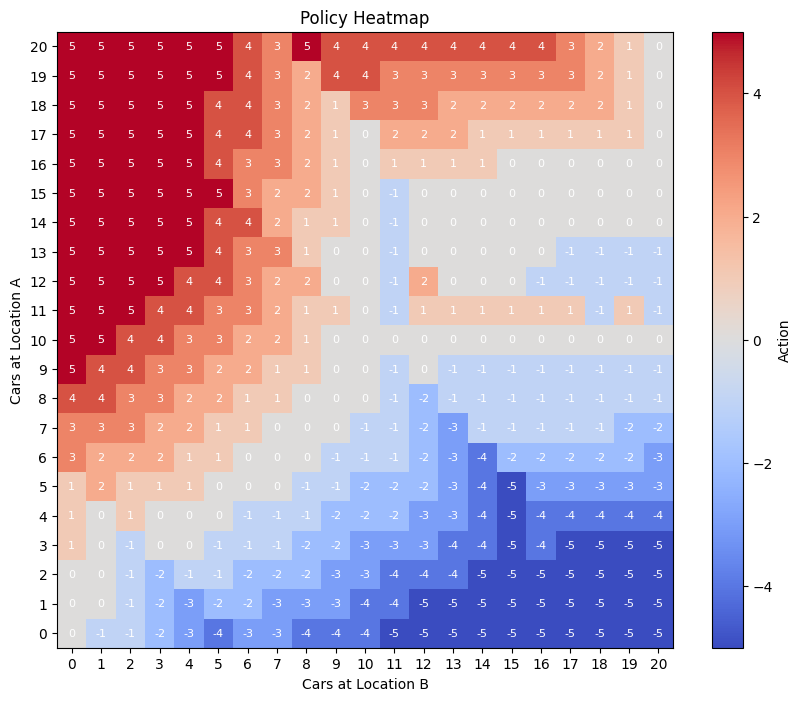 Policy Heatmap
20 5 5 5 5 5 5 4 3 5 4 4 4 4 4 4 4 4 3 2 1 0
19 5 5 5 5 5 5 4 3 2 4 4 3 3 3 3 3 3 3 2 1 0
18 5 5 5 5 5 4 4 3 2 1 3 3 3 2 2 2 2 2 2 1 0
17 5 5 5 5 5 4 4 3 2 1 0 2 2 2 1 1 1 1 1 1 0
16 5 5 5 5 5 4 3 3 2 1 0 1 1 1 1 0 0 0 0 0 0
15 5 5 5 5 5 5 3 2 2 1 0 -1 0 0 0 0 0 0 0 0 0
14 5 5 5 5 5 4 4 2 1 1 0 -1 0 0 0 0 0 0 0 0 0
13 5 5 5 5 5 4 3 3 1 0 0 -1 0 0 0 0 0 -1 -1 -1 -1
12 5 5 5 5 4 4 3 2 2 0 0 -1 2 0 0 0 -1 -1 -1 -1 -1
11 5 5 5 4 4 3 3 2 1 1 0 -1 1 1 1 1 1 1 -1 1 -1
10 5 5 4 4 3 3 2 2 1 0 0 0 0 0 0 0 0 0 0 0 0
9 5 4 4 3 3 2 2 1 1 0 0 -1 0 -1 -1 -1 -1 -1 -1 -1 -1
8 4 4 3 3 2 2 1 1 0 0 0 -1 -2 -1 -1 -1 -1 -1 -1 -1 -1
7 3 3 3 2 2 1 1 0 0 0 -1 -1 -2 -3 -1 -1 -1 -1 -1 -2 -2
6 3 2 2 2 1 1 0 0 0 -1 -1 -1 -2 -3 -4 -2 -2 -2 -2 -2 -3
5 1 2 1 1 1 0 0 0 -1 -1 -2 -2 -2 -3 -4 -5 -3 -3 -3 -3 -3
4 1 0 1 0 0 0 -1 -1 -1 -2 -2 -2 -3 -3 -4 -5 -4 -4 -4 -4 -4
3 1 0 -1 0 0 -1 -1 -1 -2 -2 -3 -3 -3 -4 -4 -5 -4 -5 -5 -5 -5
2 0 0 -1 -2 -1 -1 -2 -2 -2 -3 -3 -4 -4 -4 -5 -5 -5 -5 -5 -5 -5
1 0 0 -1 -2 -3 -2 -2 -3 -3 -3 -4 -4 -5 -5 -5 -5 -5 -5 -5 -5 -5
0 0 -1 -1 -2 -3 -4 -3 -3 -4 -4 -4 -5 -5 -5 -5 -5 -5 -5 -5 -5 -5
0 1 2 3 4 5 6 7 8 9 10 11 12 13 14 15 16 17 18 19 20
Cars at Location B
Cars at Location A
4
2
0
−2
−4
Action